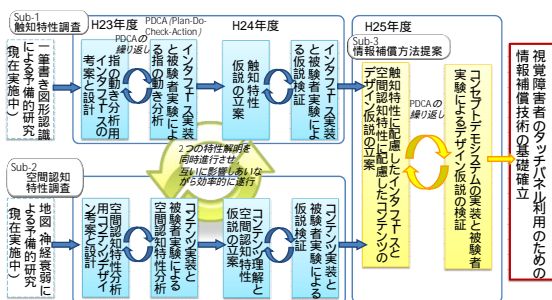 Sub-1
触知特性調査
H23年度
PDCA(Plan-Do-
Check-Action)
H24年度
PDCAの
繰り返し
一筆書き図形認識
による予備的研究
(現在実施中)
指の動き分析用
インタフェースの
考案と設計
インタフェース実装
と被験者実験によ
る指の動き分析
触知特性
仮説の立案
インタフェース実装
と被験者実験によ
る仮説検証
2つの特性解明を
同時進行させ
互いに影響しあいな
がら効率的に遂行
Sub-2
空間認知
特性調査
地図 神経衰弱に
よる予備的研究
(現在実施中)
空間認知特性分析
用コンテンツデザイ
ン考案と設計
コンテンツ実装と
被験者実験による
空間認知特性分析
コンテンツ理解と
空間認知特性
仮説の立案
コンテンツ実装と
被験者実験による
仮説検証
H25年度
Sub-3
情報補償方法提案
触知特性に配慮したインタフェースと
空間認知特性に配慮したコンテンツの
デザイン仮説の立案
PDCAの
繰り返し
コンセプトデモシステムの実装と被験者
実験によるデザイン仮説の検証
視覚障害者のタッチパネル利用のための
情報補償技術の基礎確立